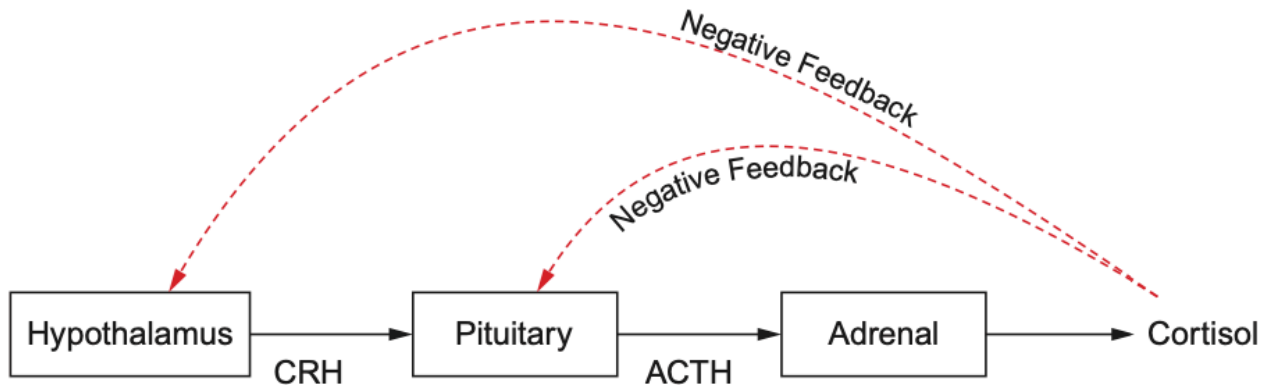 Negative Feedback
Negative Feedback
Hypothalamus
CRH
Pituitary
ACTH
Adrenal
Cortisol